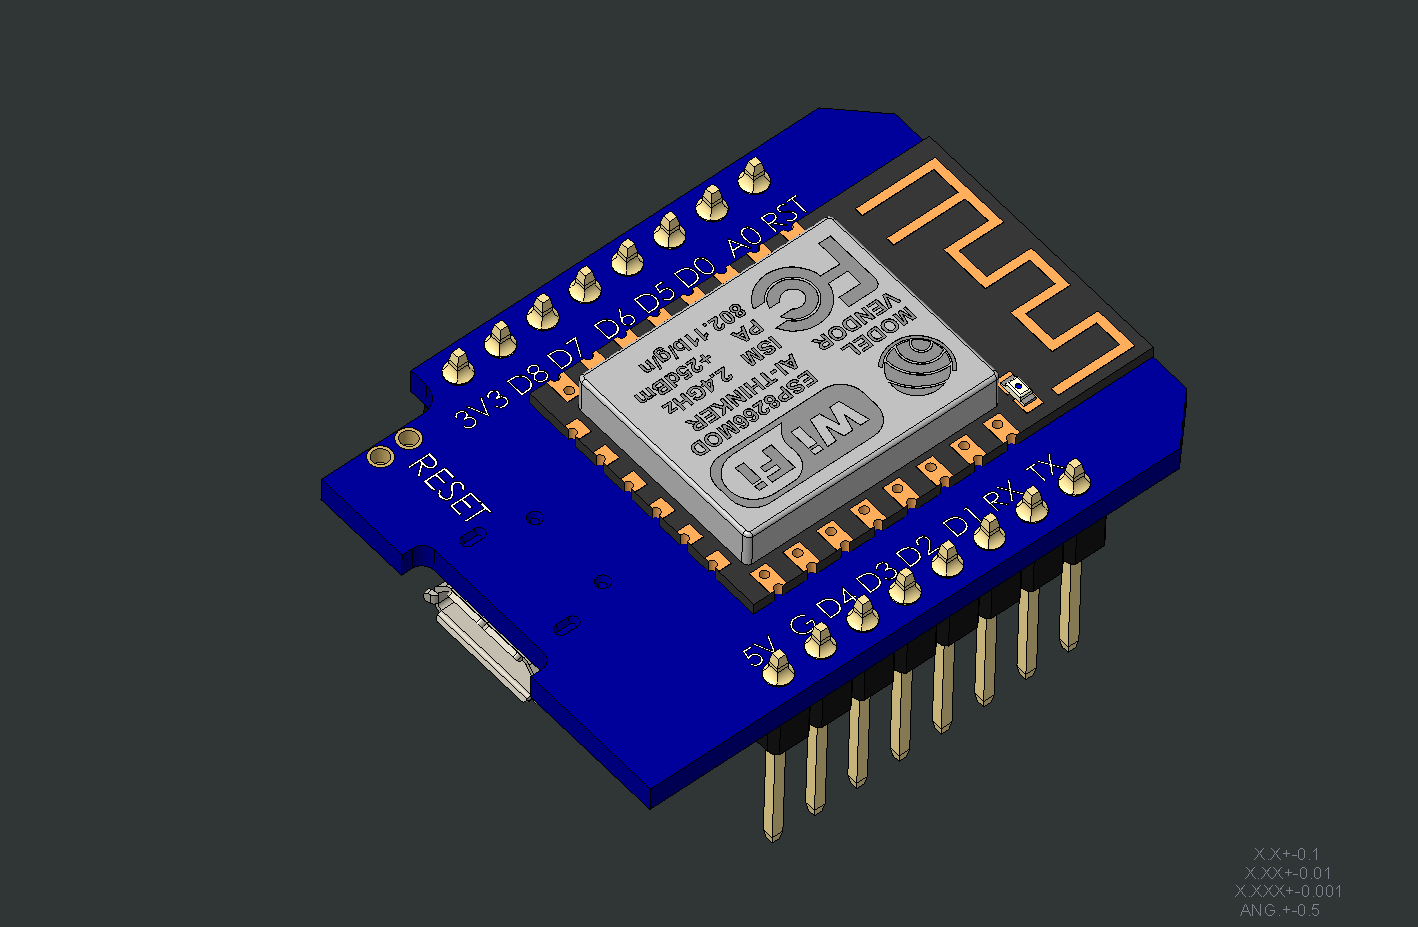 3V3 D8 D7 D6 D5 D0 A0 RST
RESET
MODEL
VENDOR
WiFi
ESP8266MOD
AI-THINKER
ISM 2.4GHz
PA +25dBm
802.11b/g/n
5V G D4 D3 D2 D1 RX TX
X.X+-0.1
X.XX+-0.01
X.XXX+-0.001
ANG.+-0.5